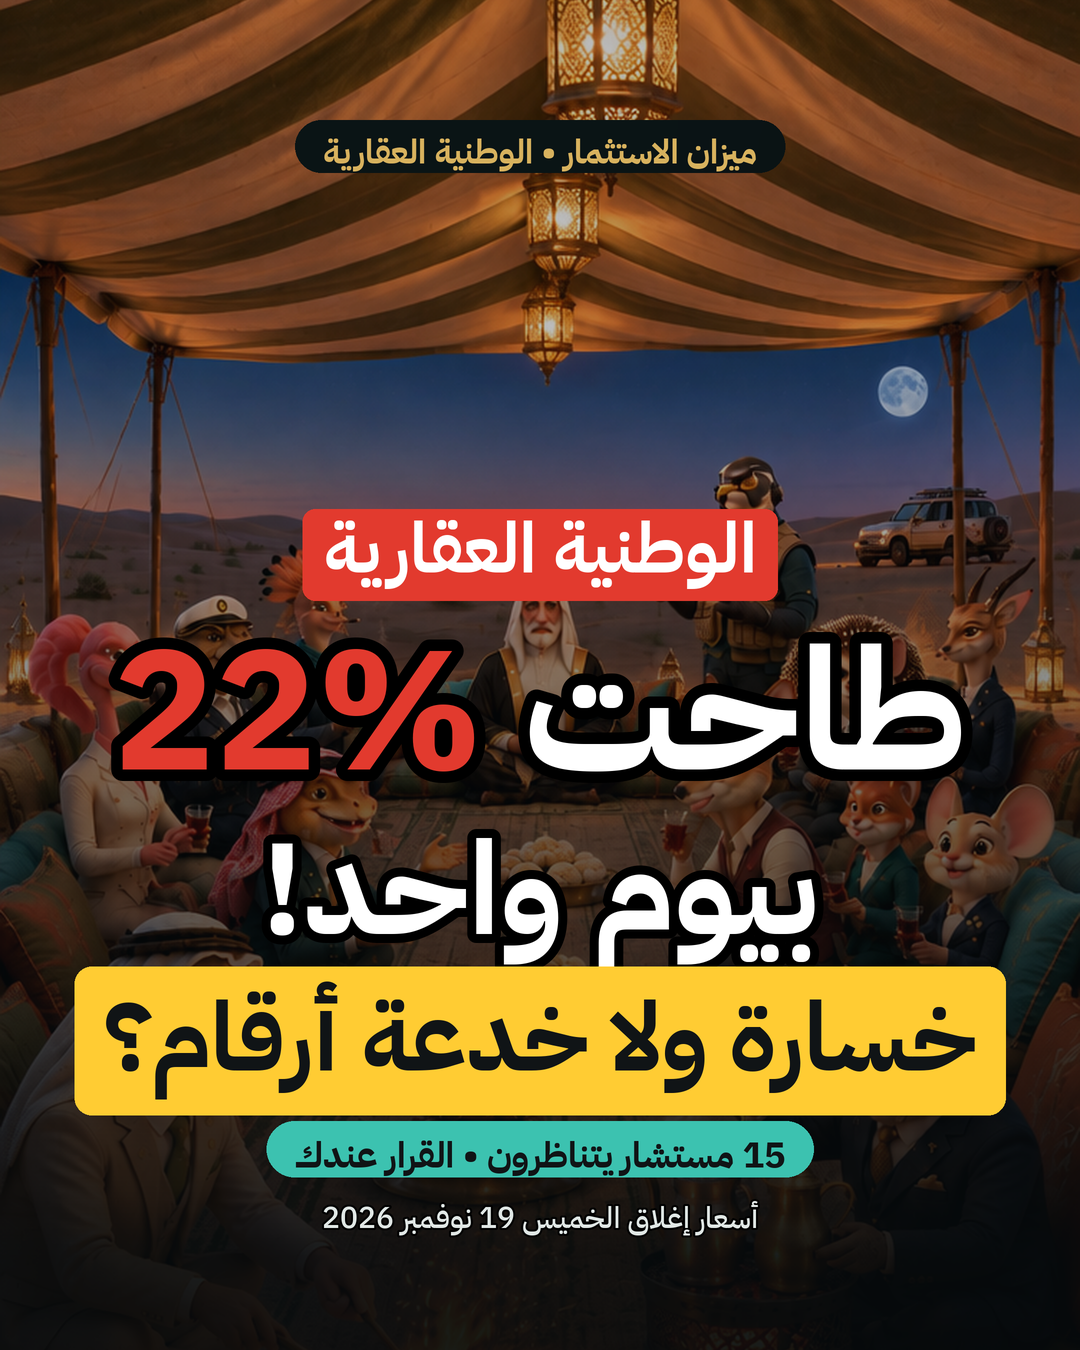 ميزان الاستثمار • الوطنية العقارية
الوطنية العقارية
طاحت 22%
بيوم واحد!
خسارة ولا خدعة أرقام؟
15 مستشار يتناظرون • القرار عندك
أسعار إغلاق الخميس 19 نوفمبر 2026